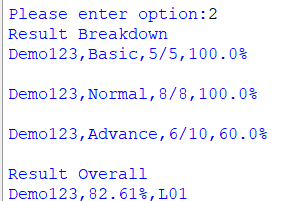 Please enter option:2
Result Breakdown
Demo123,Basic,5/5,100.0%
Demo123,Normal,8/8,100.0%
Demo123,Advance,6/10,60.0%
Result Overall
Demo123,82.61%,L01